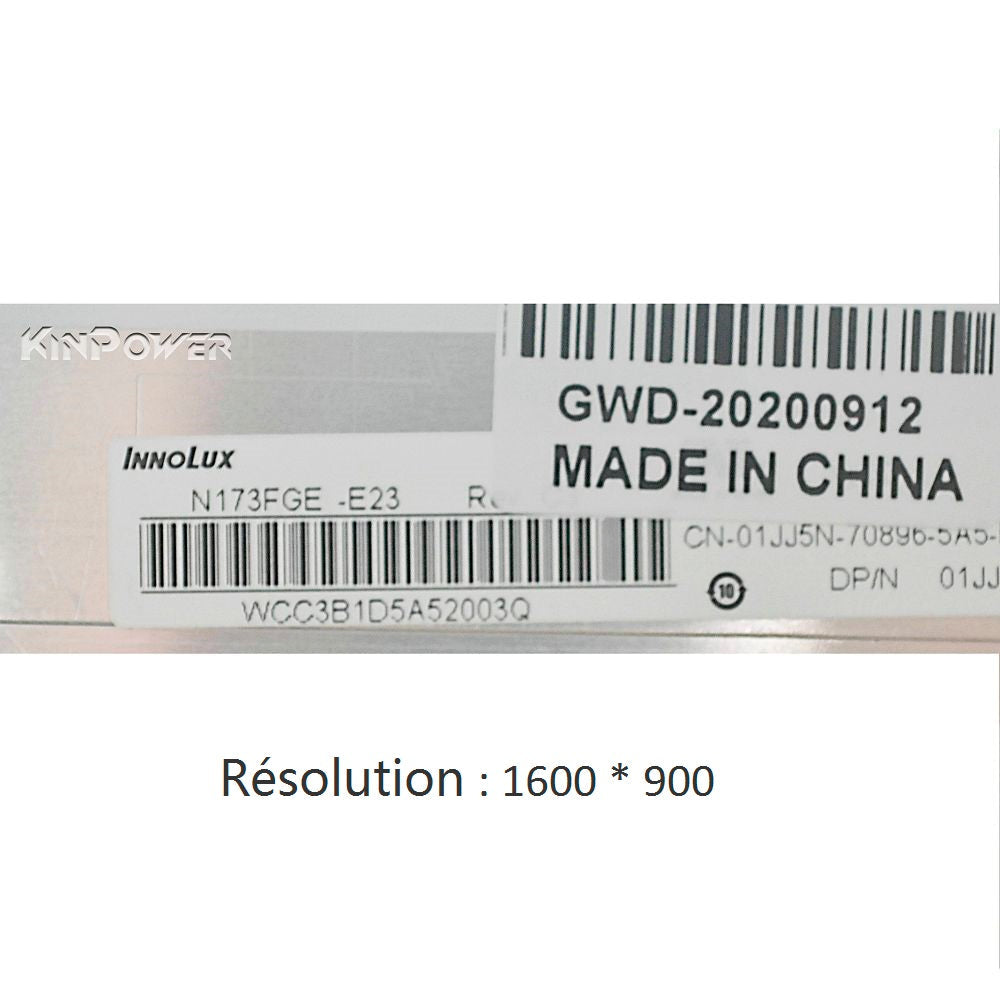 KINPOWER
GWD-20200912
MADE IN CHINA
INNOLUX
N173FGE -E23
CN-01JJ5N-70896-5A5-
10
DP/N 01JJ
WCC3B1D5A52003Q
Résolution : 1600 * 900